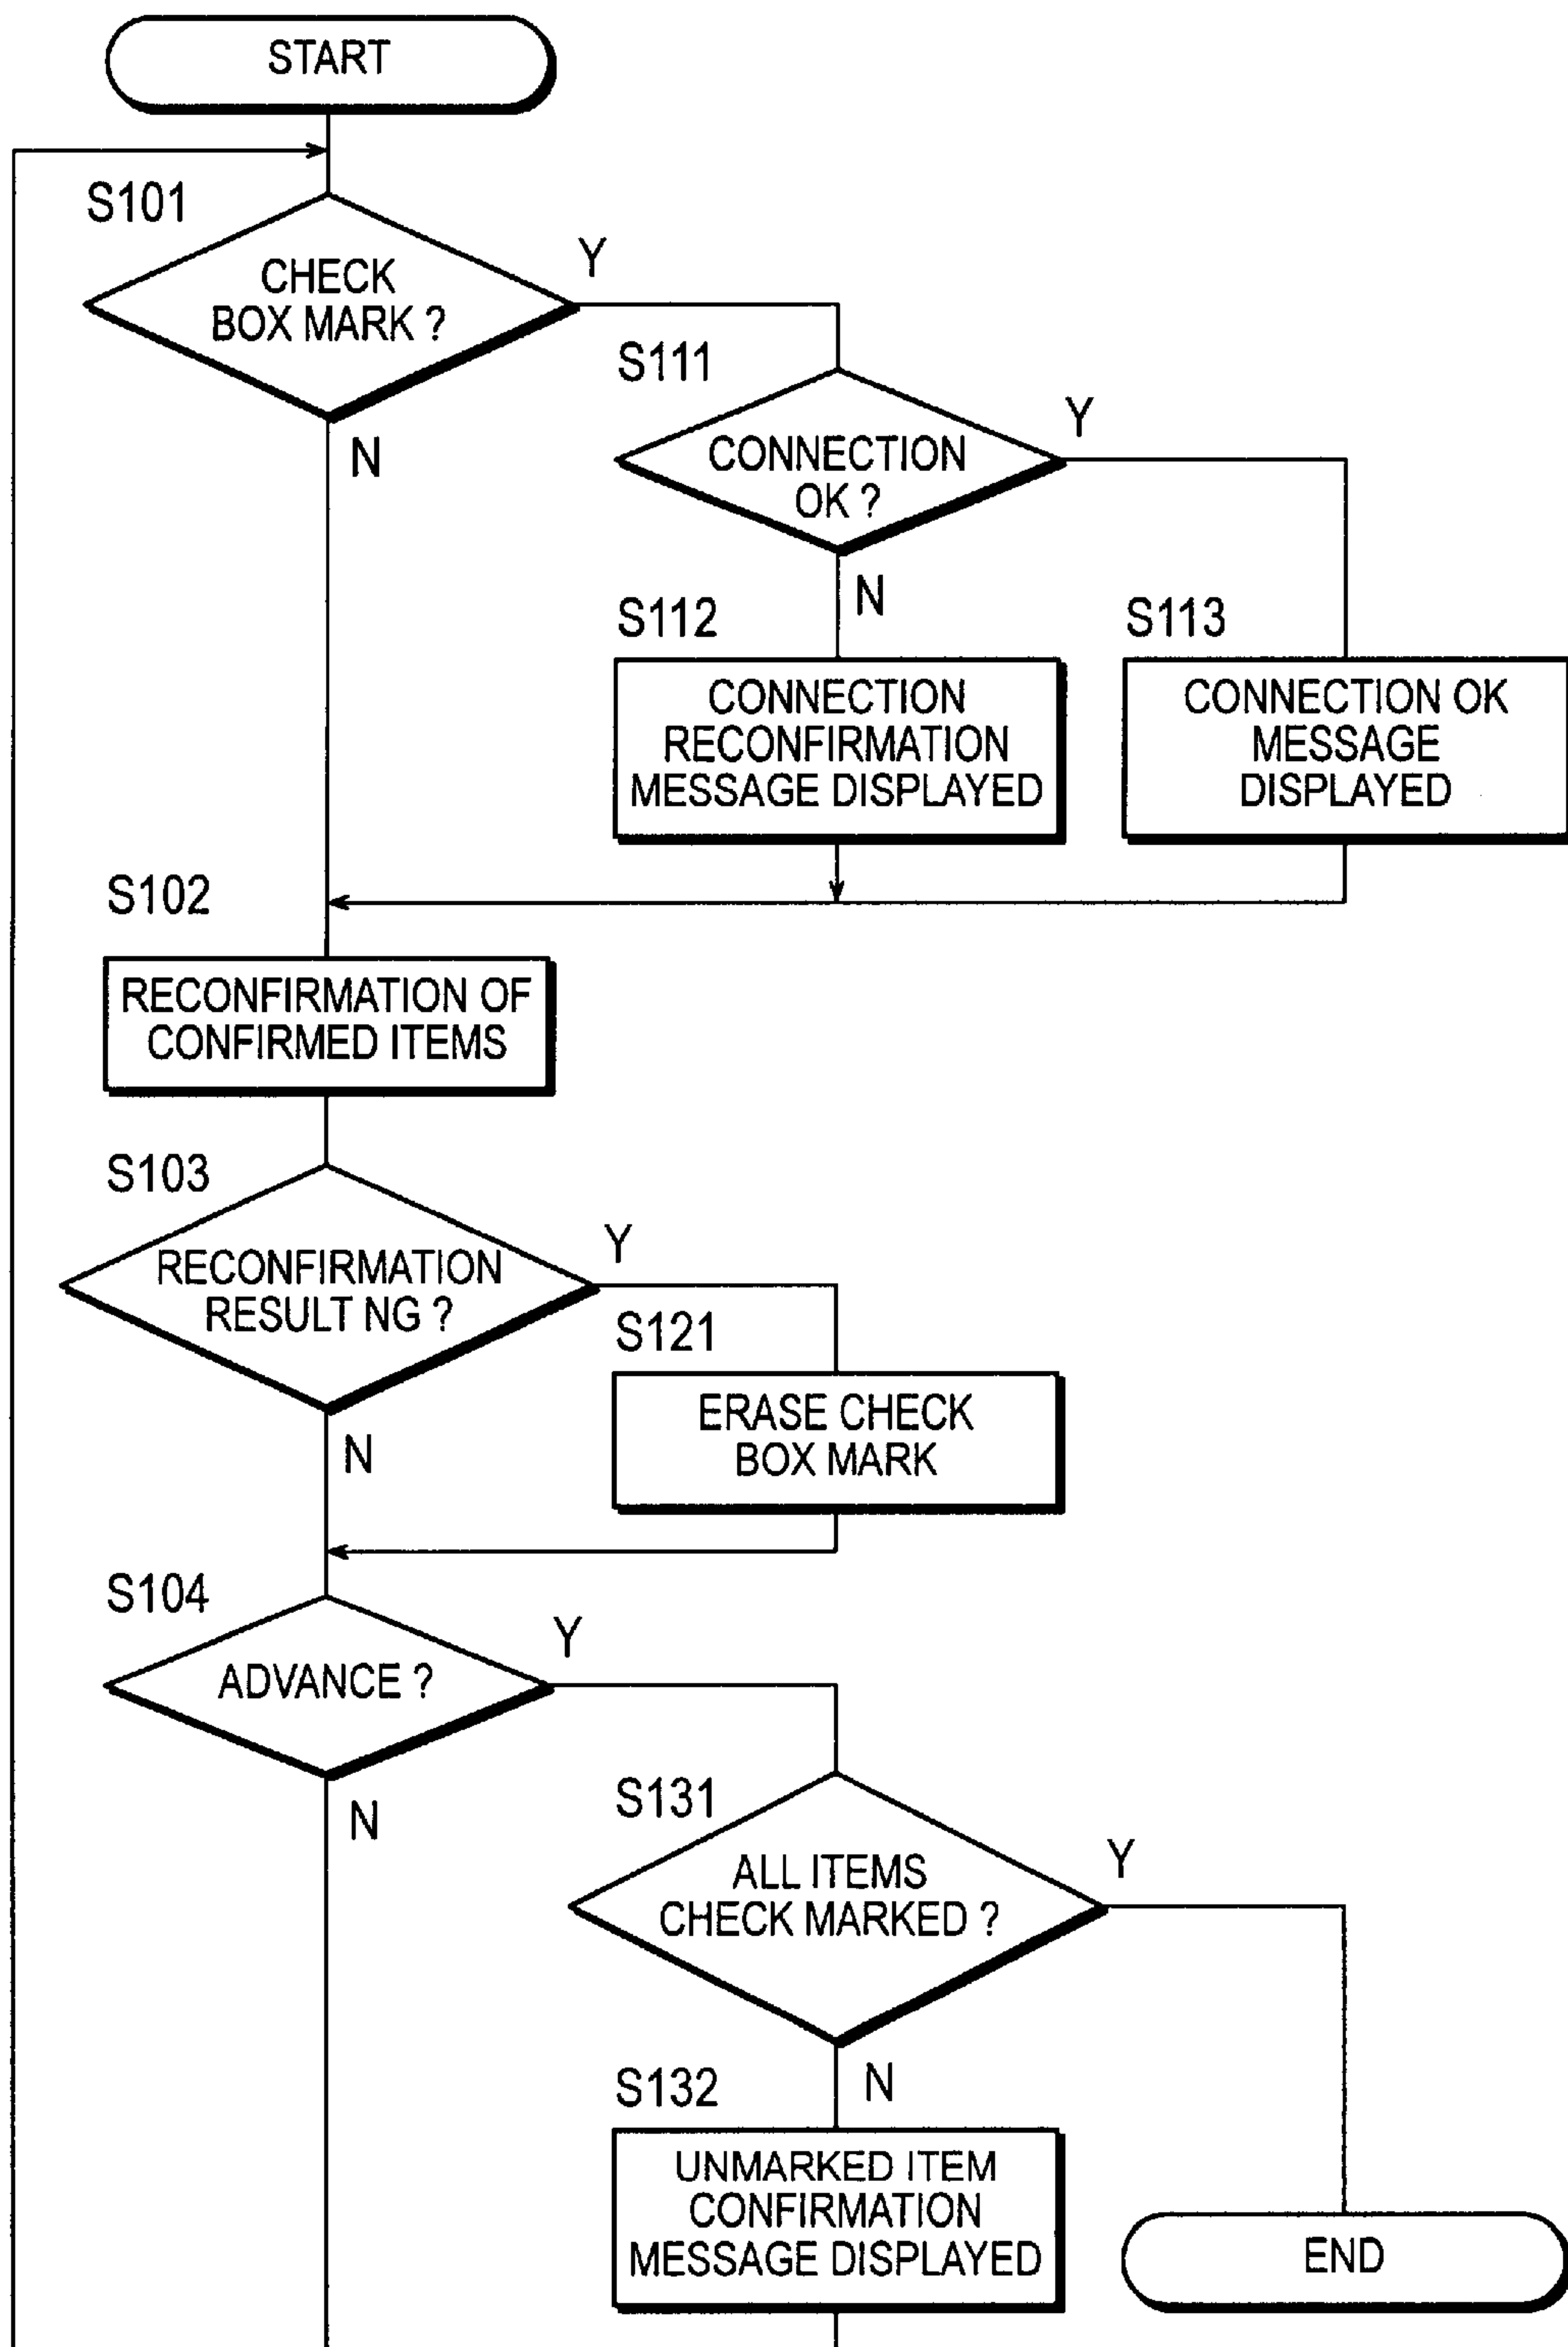 START
S101
CHECK
BOX MARK ?
Y
N
S111
CONNECTION
OK ?
Y
N
S112
CONNECTION
RECONFIRMATION
MESSAGE DISPLAYED
S113
CONNECTION OK
MESSAGE
DISPLAYED
S102
RECONFIRMATION OF
CONFIRMED ITEMS
S103
RECONFIRMATION
RESULT NG ?
Y
N
S121
ERASE CHECK
BOX MARK
S104
ADVANCE ?
Y
N
S131
ALL ITEMS
CHECK MARKED ?
Y
N
S132
UNMARKED ITEM
CONFIRMATION
MESSAGE DISPLAYED
END